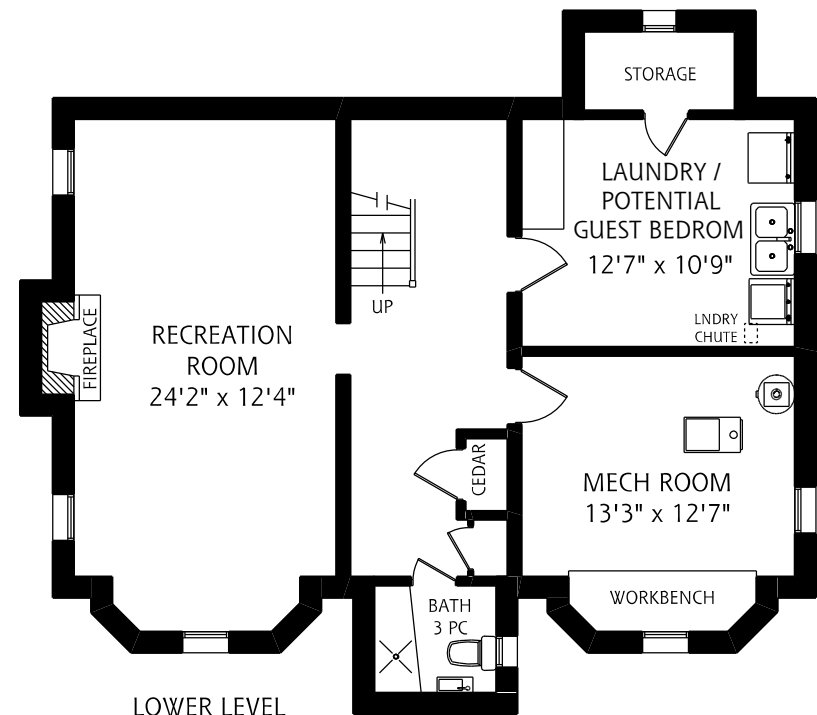 STORAGE
LAUNDRY /
POTENTIAL
GUEST BEDROM
12'7" x 10'9"
UP
LNDRY
CHUTE
FIREPLACE
RECREATION
ROOM
24'2" x 12'4"
CEDAR
MECH ROOM
13'3" x 12'7"
BATH
3 PC
WORKBENCH
LOWER LEVEL